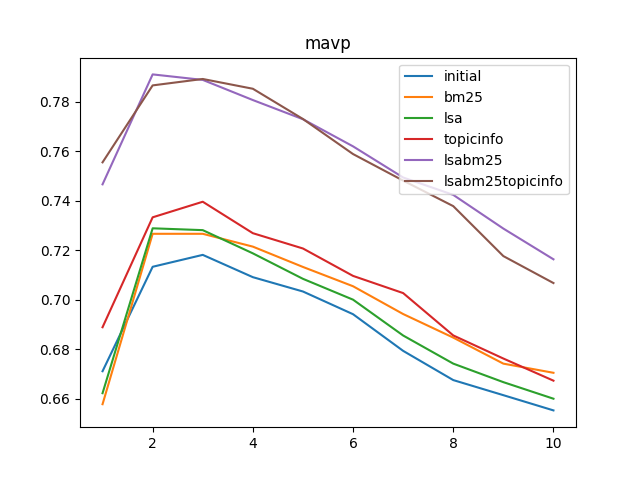 mavp
initial
bm25
lsa
topicinfo
lsabm25
lsabm25topicinfo
0.78
0.76
0.74
0.72
0.70
0.68
0.66
2 4 6 8 10